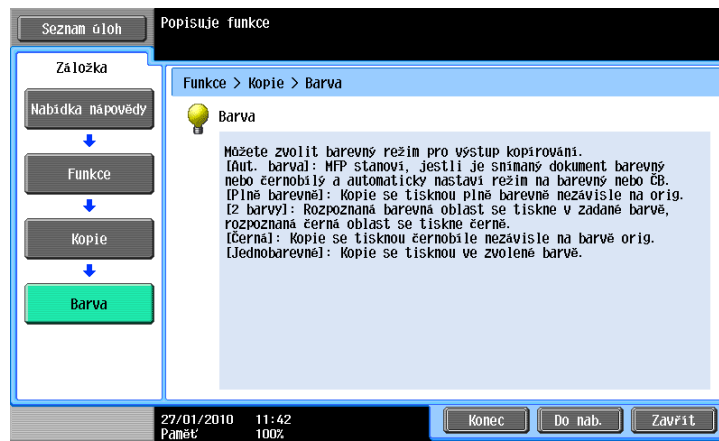 Seznam úloh
Popisuje funkce
Záložka
Nabídka nápovědy
Funkce
Kopie
Barva
Funkce > Kopie > Barva
Barva
Můžete zvolit barevný režim pro výstup kopírování.
[Aut. barva]: MFP stanoví, jestli je snímaný dokument barevný
nebo černobílý a automaticky nastaví režim na barevný nebo ČB.
[Plně barevně]: Kopie se tisknou plně barevně nezávisle na orig.
[2 barvy]: Rozpoznaná barevná oblast se tiskne v zadané barvě,
rozpoznaná černá oblast se tiskne černě.
[Černá]: Kopie se tisknou černobíle nezávisle na barvě orig.
[Jednobarevné]: Kopie se tisknou ve zvolené barvě.
27/01/2010 11:42
Paměť 100%
Konec
Do nab.
Zavřít